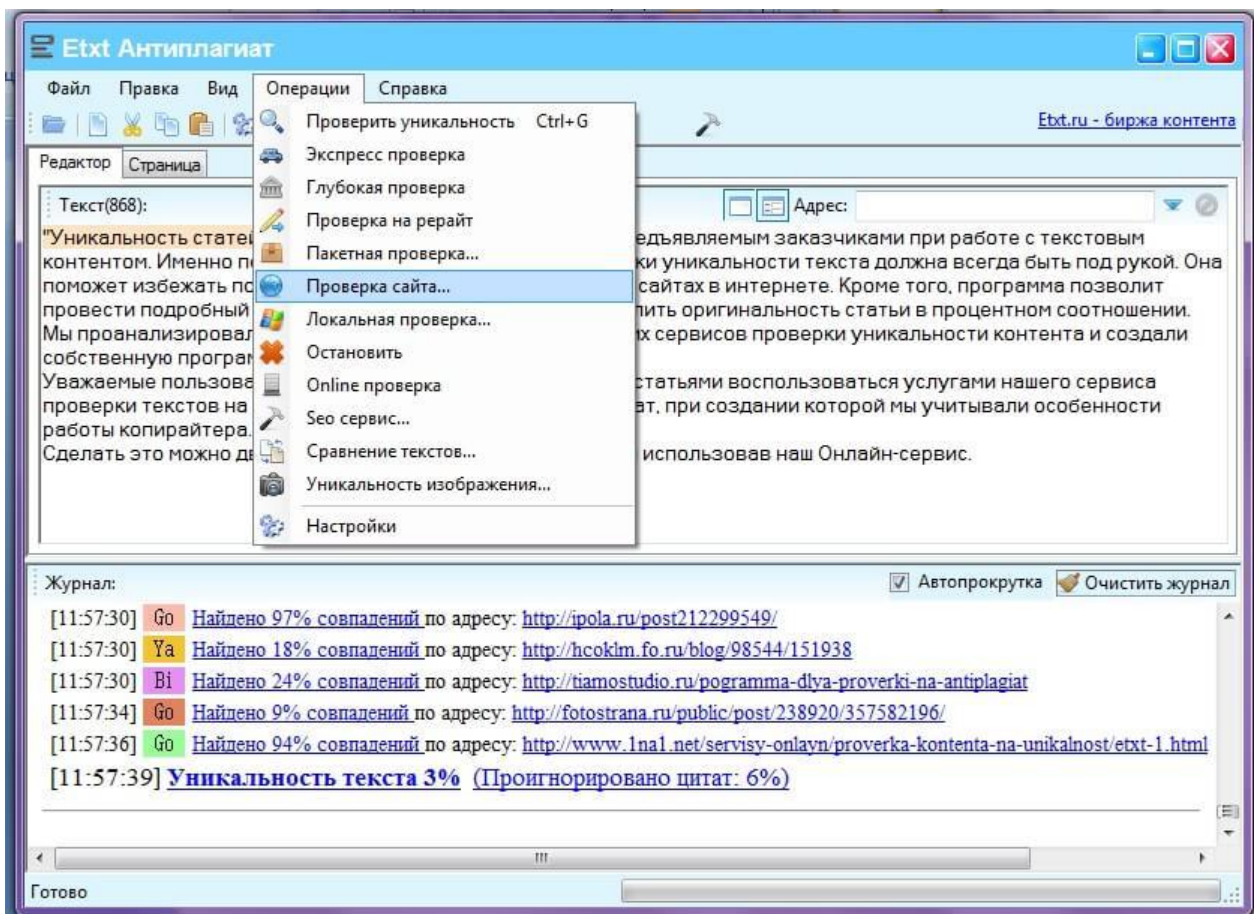 Etxt Антиплагиат
Файл Правка Вид Операции Справка
Etxt.ru - биржа контента
Проверить уникальность Ctrl+G
Экспресс проверка
Глубокая проверка
Проверка на рерайт
Пакетная проверка...
Проверка сайта...
Локальная проверка...
Остановить
Online проверка
Seo сервис...
Сравнение текстов...
Уникальность изображения...
Настройки
Редактор Страница
Текст(868): Адрес:
"Уникальность статей едъявляемым заказчиками при работе с текстовым
контентом. Именно по ки уникальности текста должна всегда быть под рукой. Она
поможет избежать по сайтах в интернете. Кроме того, программа позволит
провести подробный лить оригинальность статьи в процентном соотношении.
Мы проанализировал их сервисов проверки уникальности контента и создали
собственную програм
Уважаемые пользова статьями воспользоваться услугами нашего сервиса
проверки текстов на ат, при создании которой мы учитывали особенности
работы копирайтера.
Сделать это можно дв использовав наш Онлайн-сервис.
Журнал: Автопрокрутка Очистить журнал
[11:57:30] Go Найдено 97% совпадений по адресу: http://ipola.ru/post212299549/
[11:57:30] Ya Найдено 18% совпадений по адресу: http://hcoklm.fo.ru/blog/98544/151938
[11:57:30] Bi Найдено 24% совпадений по адресу: http://tiamostudio.ru/pogramma-dlya-proverki-na-antiplagiat
[11:57:34] Go Найдено 9% совпадений по адресу: http://fotostrana.ru/public/post/238920/357582196/
[11:57:36] Go Найдено 94% совпадений по адресу: http://www.1na1.net/servisy-onlayn/proverka-kontenta-na-unikalnost/etxt-1.html
[11:57:39] Уникальность текста 3% (Проигнорировано цитат: 6%)
Готово